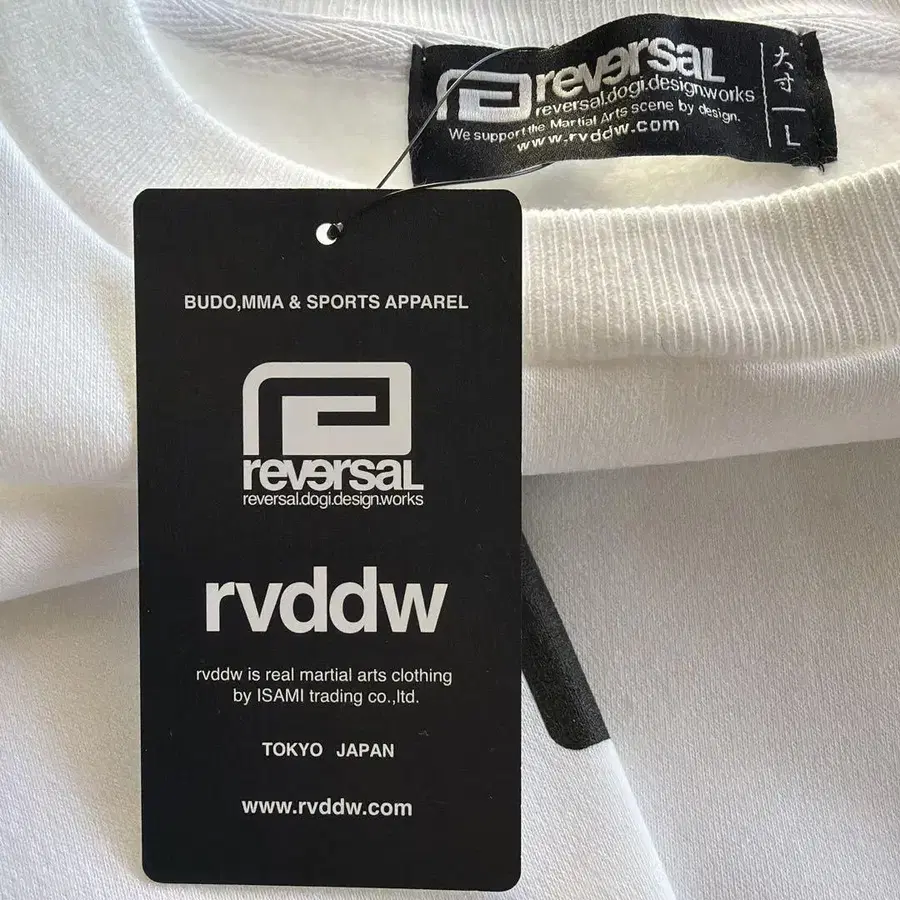 reversaL
reversal.dogi.design.works
We support the Martial Arts scene by design.
www.rvddw.com
大寸
L
BUDO,MMA & SPORTS APPAREL
reversaL
reversal.dogi.design.works
rvddw
rvddw is real martial arts clothing
by ISAMI trading co.,ltd.
TOKYO JAPAN
www.rvddw.com